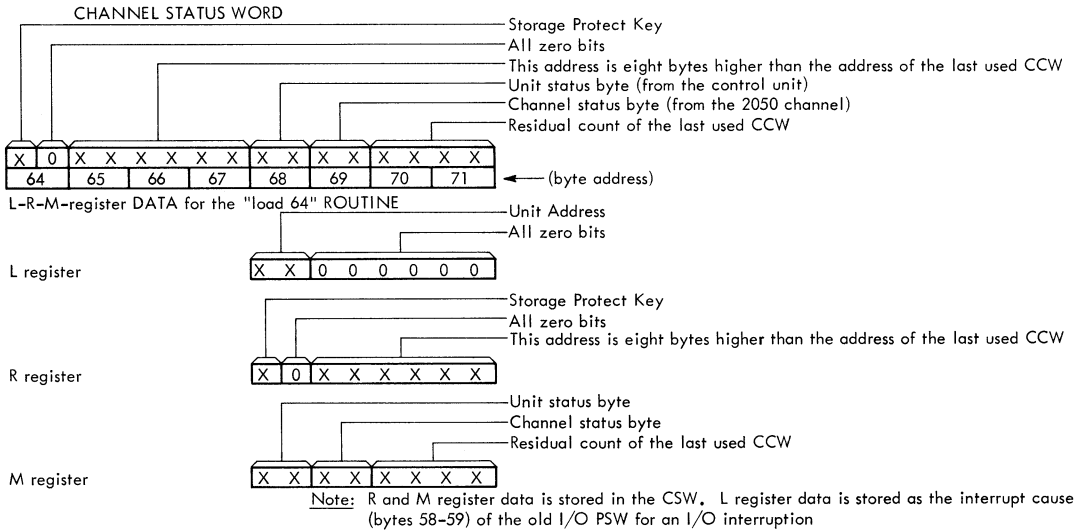 CHANNEL STATUS WORD
Storage Protect Key
All zero bits
This address is eight bytes higher than the address of the last used CCW
Unit status byte (from the control unit)
Channel status byte (from the 2050 channel)
Residual count of the last used CCW
X 0 X X X X X X X X X X X X X X
64 65 66 67 68 69 70 71 (byte address)
L-R-M-register DATA for the "load 64" ROUTINE
Unit Address
All zero bits
L register X X 0 0 0 0 0 0
Storage Protect Key
All zero bits
This address is eight bytes higher than the address of the last used CCW
R register X 0 X X X X X X
Unit status byte
Channel status byte
Residual count of the last used CCW
M register X X X X X X X X
Note: R and M register data is stored in the CSW. L register data is stored as the interrupt cause
(bytes 58-59) of the old I/O PSW for an I/O interruption